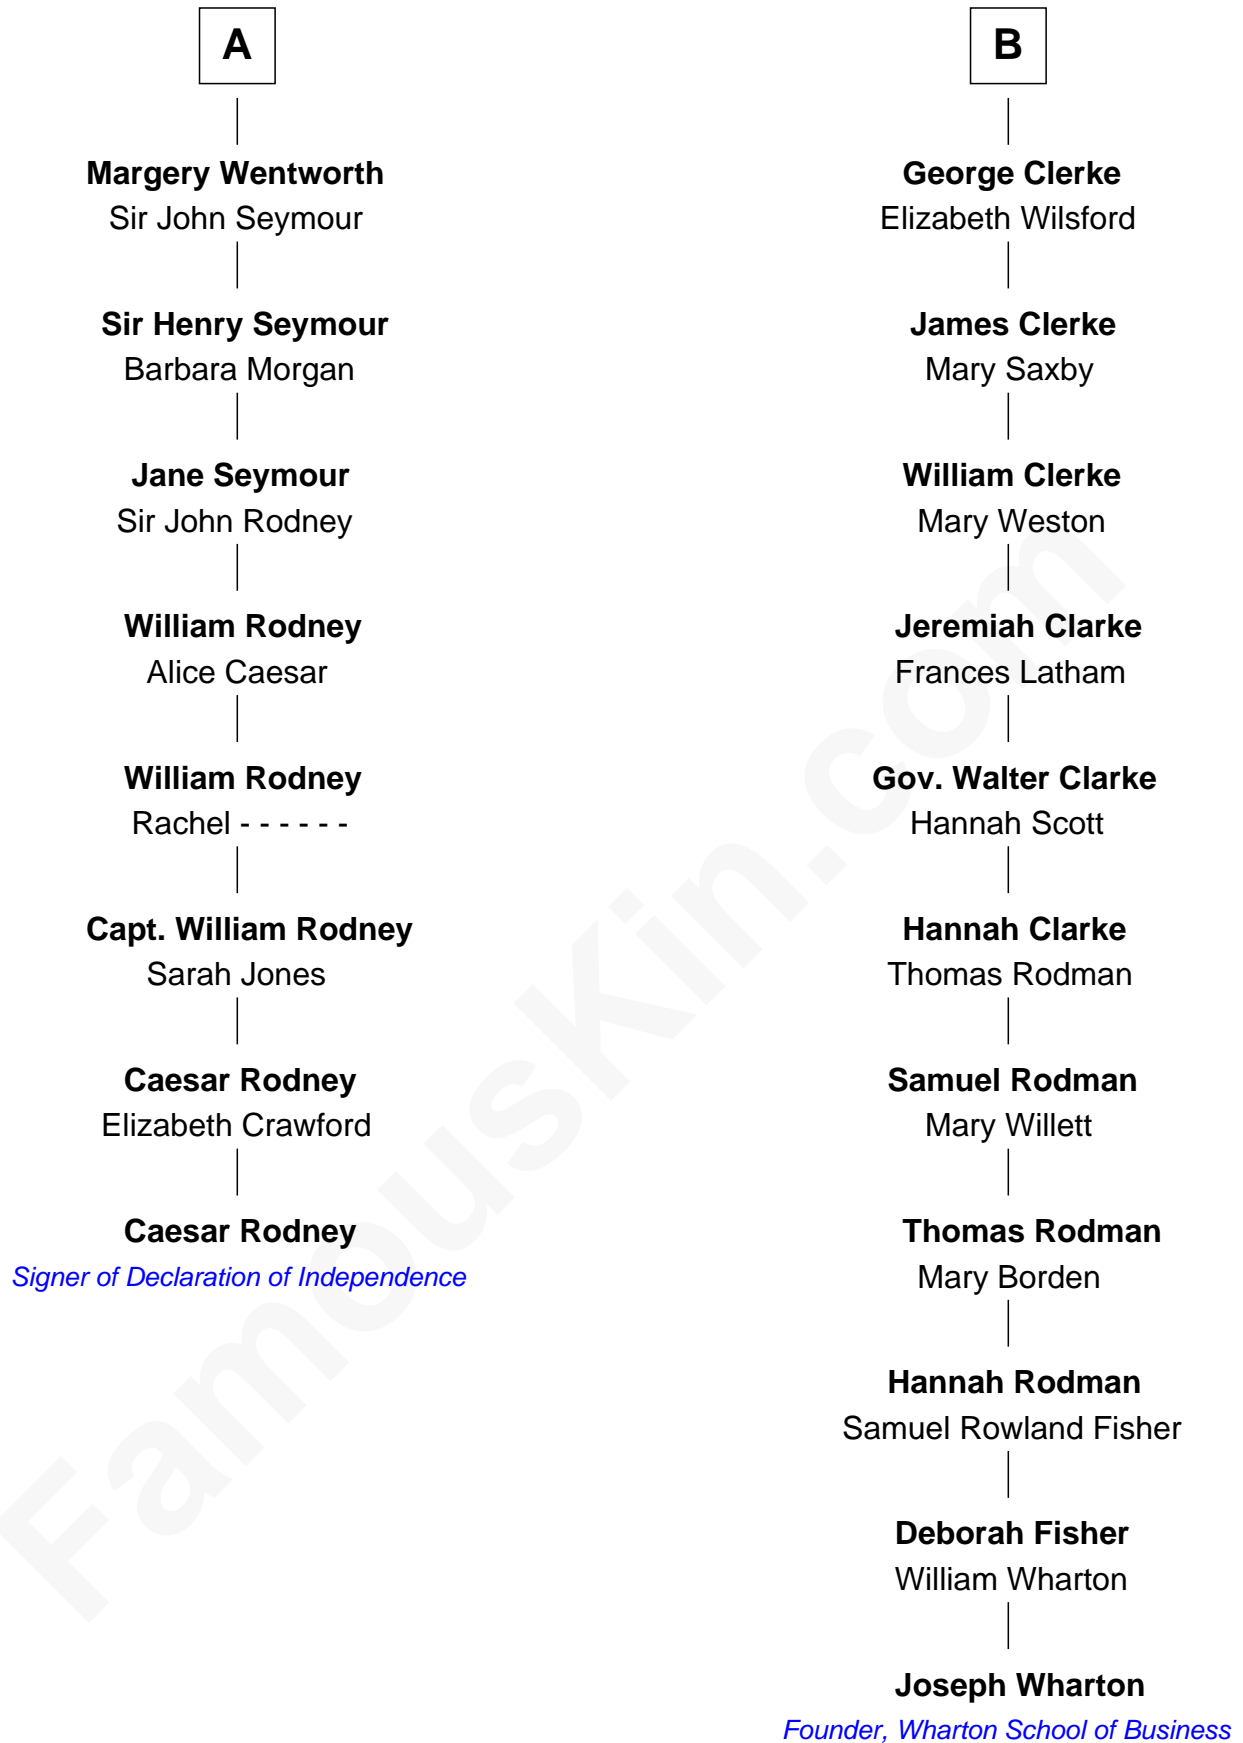 A
Margery Wentworth
Sir John Seymour
Sir Henry Seymour
Barbara Morgan
Jane Seymour
Sir John Rodney
William Rodney
Alice Caesar
William Rodney
Rachel - - - - - -
Capt. William Rodney
Sarah Jones
Caesar Rodney
Elizabeth Crawford
Caesar Rodney
Signer of Declaration of Independence
B
George Clerke
Elizabeth Wilsford
James Clerke
Mary Saxby
William Clerke
Mary Weston
Jeremiah Clarke
Frances Latham
Gov. Walter Clarke
Hannah Scott
Hannah Clarke
Thomas Rodman
Samuel Rodman
Mary Willett
Thomas Rodman
Mary Borden
Hannah Rodman
Samuel Rowland Fisher
Deborah Fisher
William Wharton
Joseph Wharton
Founder, Wharton School of Business
FamousKin.com